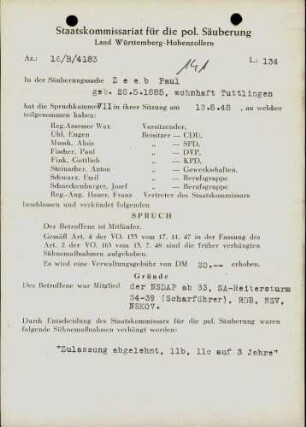 Staatskommissariat für die pol. Säuberung
Land Württemberg-Hohenzollern
Az.: 16/B/4183
141
L.: 134
In der Säuberungssache Zeeb Paul
geb. 28.5.1885, wohnhaft Tuttlingen
hat die Spruchkammer VII in ihrer Sitzung am 13.8.48 , an welcher
teilgenommen haben:
Reg.Assessor Wax Vorsitzender,
Uhl, Eugen Beisitzer — CDU,
Munsk, Alois „ — SPD,
Fischer, Paul „ — DVP,
Fink, Gottlieb „ — KPD,
Steinacher, Anton „ — Gewerkschaften,
Schwarz, Emil „ — Berufsgruppe
Schneckenburger, Josef „ — Berufsgruppe
Reg.-Ang. Hauer, Franz Vertreter des Staatskommissars
beschlossen und verkündet folgenden
SPRUCH
Der Betroffene ist Mitläufer.
Gemäß Art. 4 der VO. 133 vom 17. 11. 47 in der Fassung des
Art. 2 der VO. 165 vom 13. 7. 48 sind die früher verhängten
Sühnemaßnahmen aufgehoben.
Es wird eine Verwaltungsgebühr von DM 20.-- erhoben.
Gründe
Der Betroffene war Mitglied der NSDAP ab 33, SA-Reitersturm
34-39 (Scharführer), RDB, NSV,
NSKOV.
Durch Entscheidung des Staatskommissars für die pol. Säuberung waren
folgende Sühnemaßnahmen verhängt worden:
"Zulassung abgelehnt, 11b, 11c auf 3 Jahre"